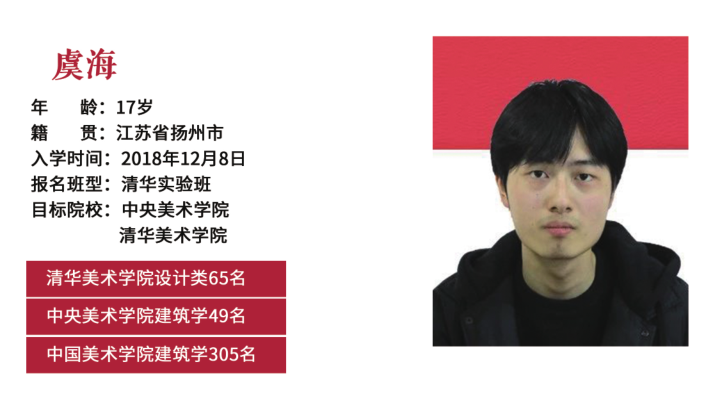 虞海
年 龄：17岁
籍 贯：江苏省扬州市
入学时间：2018年12月8日
报名班型：清华实验班
目标院校：中央美术学院
清华美术学院
清华美术学院设计类65名
中央美术学院建筑学49名
中国美术学院建筑学305名